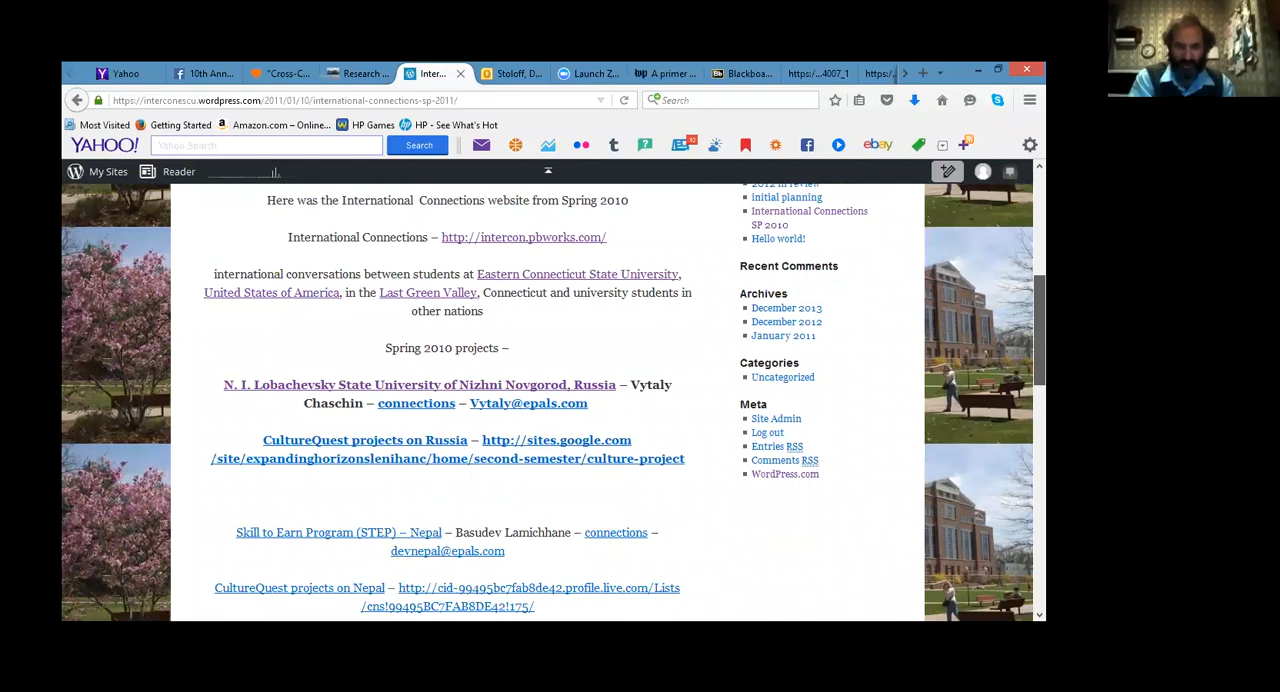 Yahoo
10th Ann...
"Cross-C...
Research ...
Inter...
Stoloff, D...
Launch Z...
A primer ...
Blackboa...
https:/...4007_1
https:/
https://interconescu.wordpress.com/2011/01/10/international-connections-sp-2011/
Search
Most Visited
Getting Started
Amazon.com – Online...
HP Games
HP - See What's Hot
YAHOO!
Yahoo Search
Search
10
ebay
My Sites
Reader
Here was the International Connections website from Spring 2010
International Connections – http://intercon.pbworks.com/
international conversations between students at Eastern Connecticut State University,
United States of America, in the Last Green Valley, Connecticut and university students in
other nations
Spring 2010 projects –
N. I. Lobachevsky State University of Nizhni Novgorod, Russia – Vytaly
Chaschin – connections – Vytaly@epals.com
CultureQuest projects on Russia – http://sites.google.com
/site/expandinghorizonslenihanc/home/second-semester/culture-project
Skill to Earn Program (STEP) – Nepal – Basudev Lamichhane – connections –
devnepal@epals.com
CultureQuest projects on Nepal – http://cid-99495bc7fab8de42.profile.live.com/Lists
/cns!99495BC7FAB8DE42!175/
2012 in review
initial planning
International Connections
SP 2010
Hello world!
Recent Comments
Archives
December 2013
December 2012
January 2011
Categories
Uncategorized
Meta
Site Admin
Log out
Entries RSS
Comments RSS
WordPress.com